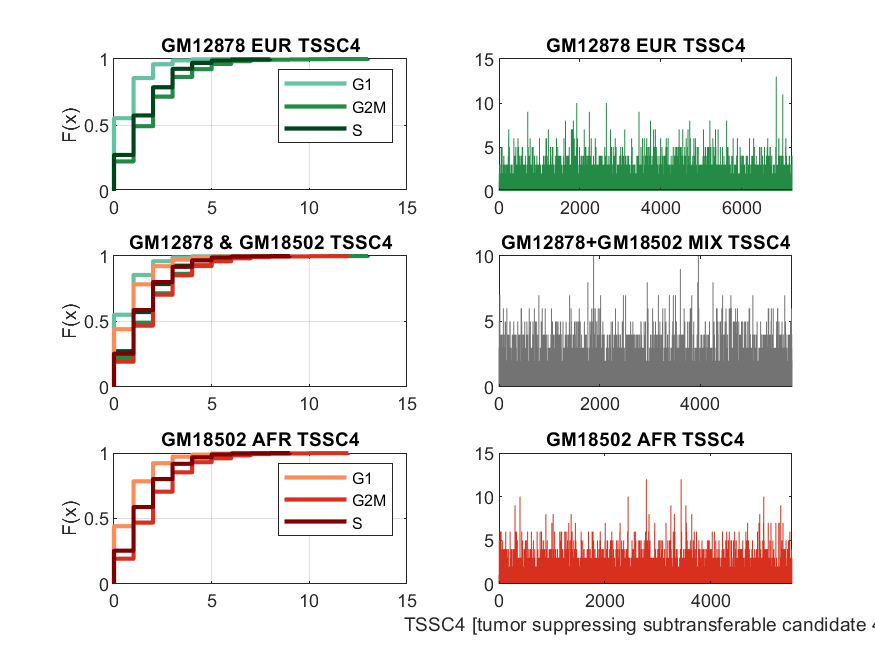 GM12878 EUR TSSC4
F(x)
1
0.5
0
0 5 10 15
G1
G2M
S
GM12878 EUR TSSC4
15
10
5
0
0 2000 4000 6000
GM12878 & GM18502 TSSC4
F(x)
1
0.5
0
0 5 10 15
GM12878+GM18502 MIX TSSC4
10
5
0
0 2000 4000
GM18502 AFR TSSC4
F(x)
1
0.5
0
0 5 10 15
G1
G2M
S
GM18502 AFR TSSC4
15
10
5
0
0 2000 4000
TSSC4 [tumor suppressing subtransferable candidate 4